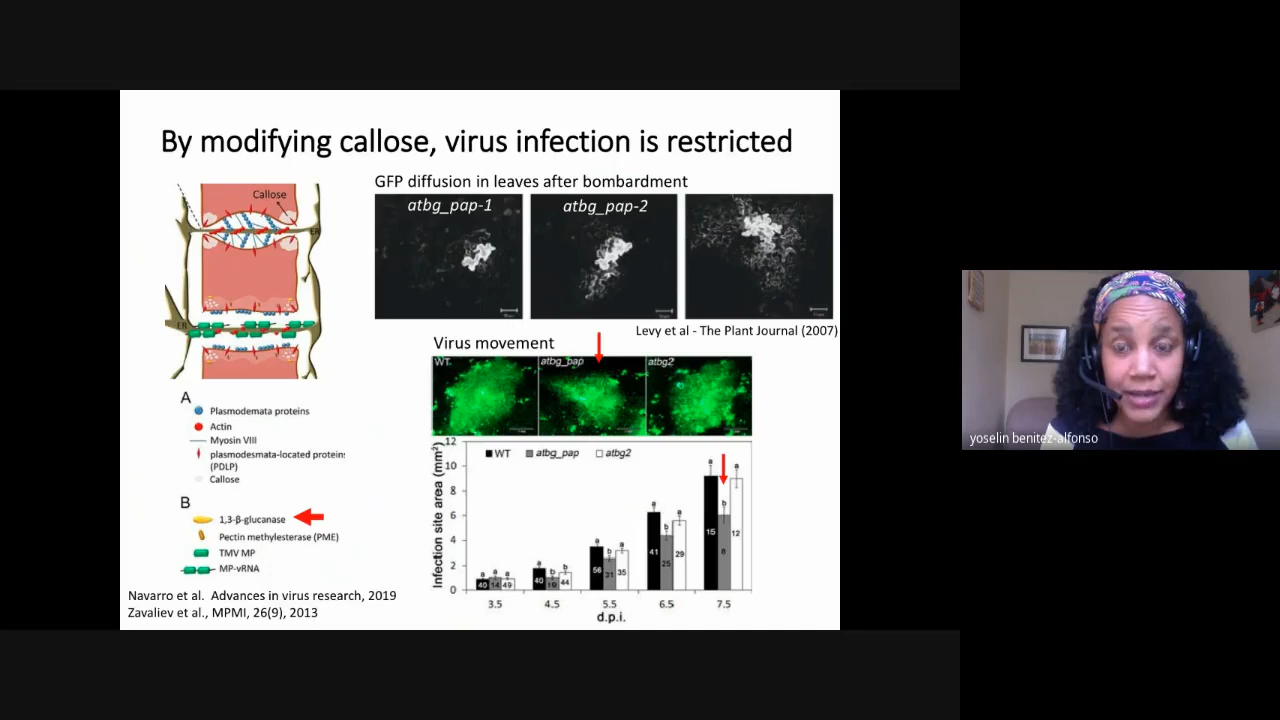 By modifying callose, virus infection is restricted
Callose
ER
ER
GFP diffusion in leaves after bombardment
atbg_pap-1
atbg_pap-2
Levy et al - The Plant Journal (2007)
Virus movement
WT
atbg_pap
atbg2
A
Plasmodemata proteins
Actin
Myosin VIII
plasmodesmata-located proteins
(PDLP)
Callose
B
1,3-β-glucanase
Pectin methylesterase (PME)
TMV MP
MP-vRNA
Navarro et al. Advances in virus research, 2019
Zavaliev et al., MPMI, 26(9), 2013
Infection site area (mm²)
12
10
8
6
4
2
0
WT atbg_pap atbg2
a a a
a b b
a b a
a b a
a b a
40 14 49
40 19 44
56 31 35
41 25 29
15 8 12
3.5 4.5 5.5 6.5 7.5
d.p.i.
yoselin benitez-alfonso